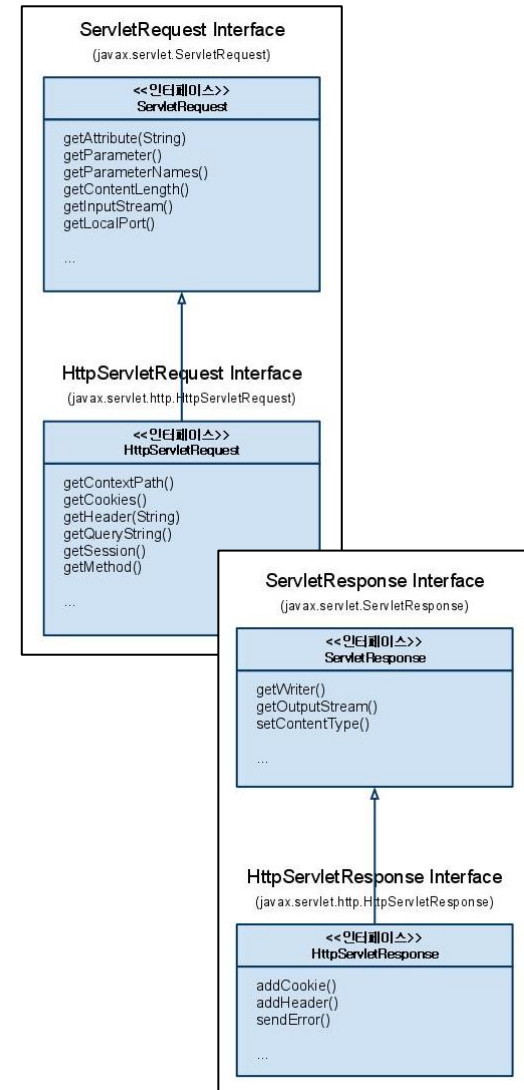 ServletRequest Interface
(javax.servlet.ServletRequest)
<<인터페이스>>
ServletRequest
getAttribute(String)
getParameter()
getParameterNames()
getContentLength()
getInputStream()
getLocalPort()
...
HttpServletRequest Interface
(javax.servlet.http.HttpServletRequest)
<<인터페이스>>
HttpServletRequest
getContextPath()
getCookies()
getHeader(String)
getQueryString()
getSession()
getMethod()
...
ServletResponse Interface
(javax.servlet.ServletResponse)
<<인터페이스>>
ServletResponse
getWriter()
getOutputStream()
setContentType()
...
HttpServletResponse Interface
(javax.servlet.http.HttpServletResponse)
<<인터페이스>>
HttpServletResponse
addCookie()
addHeader()
sendError()
...